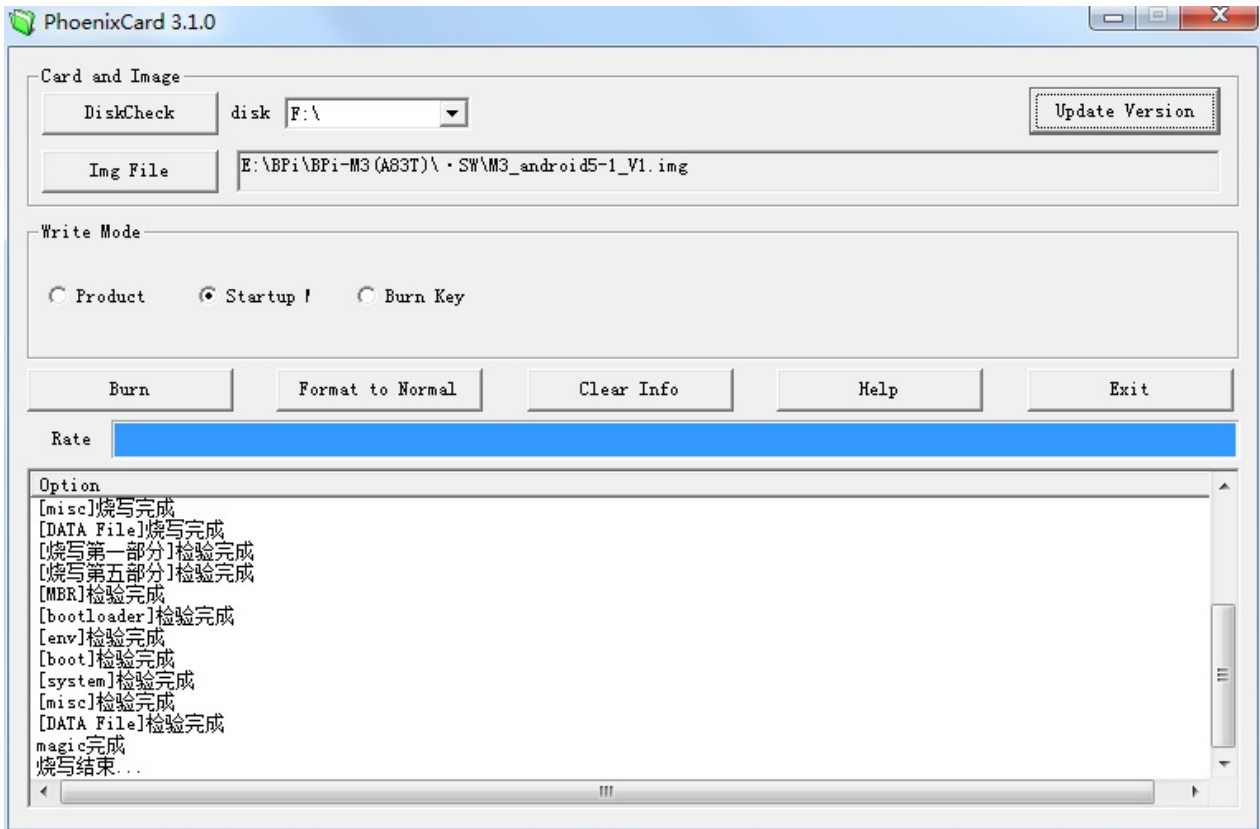 PhoenixCard 3.1.0
Card and Image
DiskCheck disk F:\ Update Version
Img File E:\BPi\BPi-M3(A83T)\·SW\M3_android5-1_V1.img
Write Mode
Product Startup ! Burn Key
Burn Format to Normal Clear Info Help Exit
Rate
Option
[misc]烧写完成
[DATA File]烧写完成
[烧写第一部分]检验完成
[烧写第五部分]检验完成
[MBR]检验完成
[bootloader]检验完成
[env]检验完成
[boot]检验完成
[system]检验完成
[misc]检验完成
[DATA File]检验完成
magic完成
烧写结束...